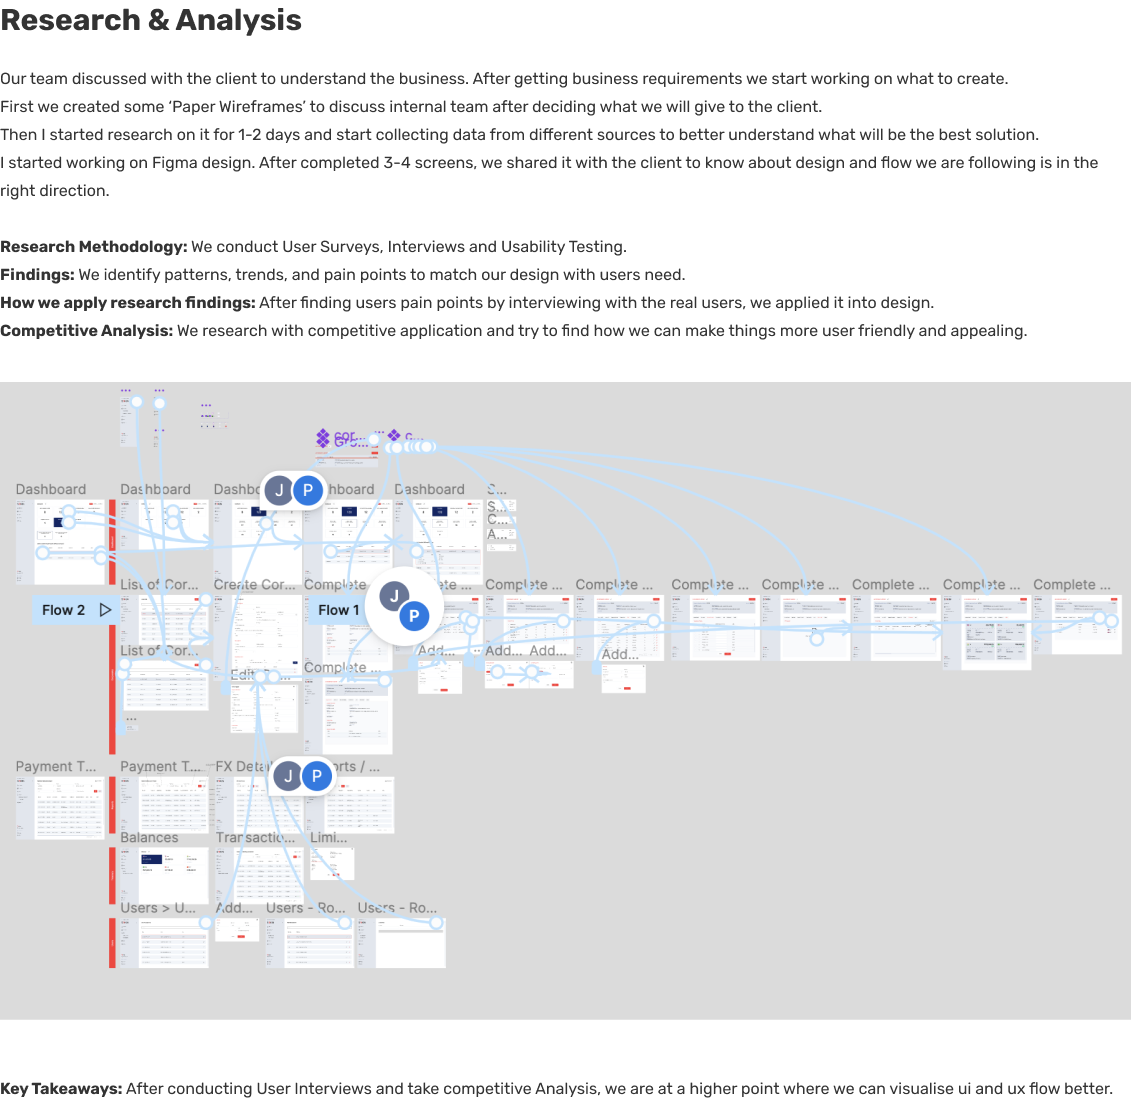 Research & Analysis
Our team discussed with the client to understand the business. After getting business requirements we start working on what to create.
First we created some ‘Paper Wireframes’ to discuss internal team after deciding what we will give to the client.
Then I started research on it for 1-2 days and start collecting data from different sources to better understand what will be the best solution.
I started working on Figma design. After completed 3-4 screens, we shared it with the client to know about design and flow we are following is in the
right direction.
Research Methodology: We conduct User Surveys, Interviews and Usability Testing.
Findings: We identify patterns, trends, and pain points to match our design with users need.
How we apply research findings: After finding users pain points by interviewing with the real users, we applied it into design.
Competitive Analysis: We research with competitive application and try to find how we can make things more user friendly and appealing.
J P
Dashboard Dashboard Dashboard S...
S...
C...
A...
List of Cor... Create Cor... Complete Complete ... Complete ... Complete ... Complete ... Complete ... Complete ... Complete ...
Flow 2 Flow 1 J P
List of Cor... Add... Add... Add... Add...
Complete ...
J P
Payment T... Payment T...
Balances Transactio... Limi...
Users > U... Add... Users - Ro... Users - Ro...
Key Takeaways: After conducting User Interviews and take competitive Analysis, we are at a higher point where we can visualise ui and ux flow better.